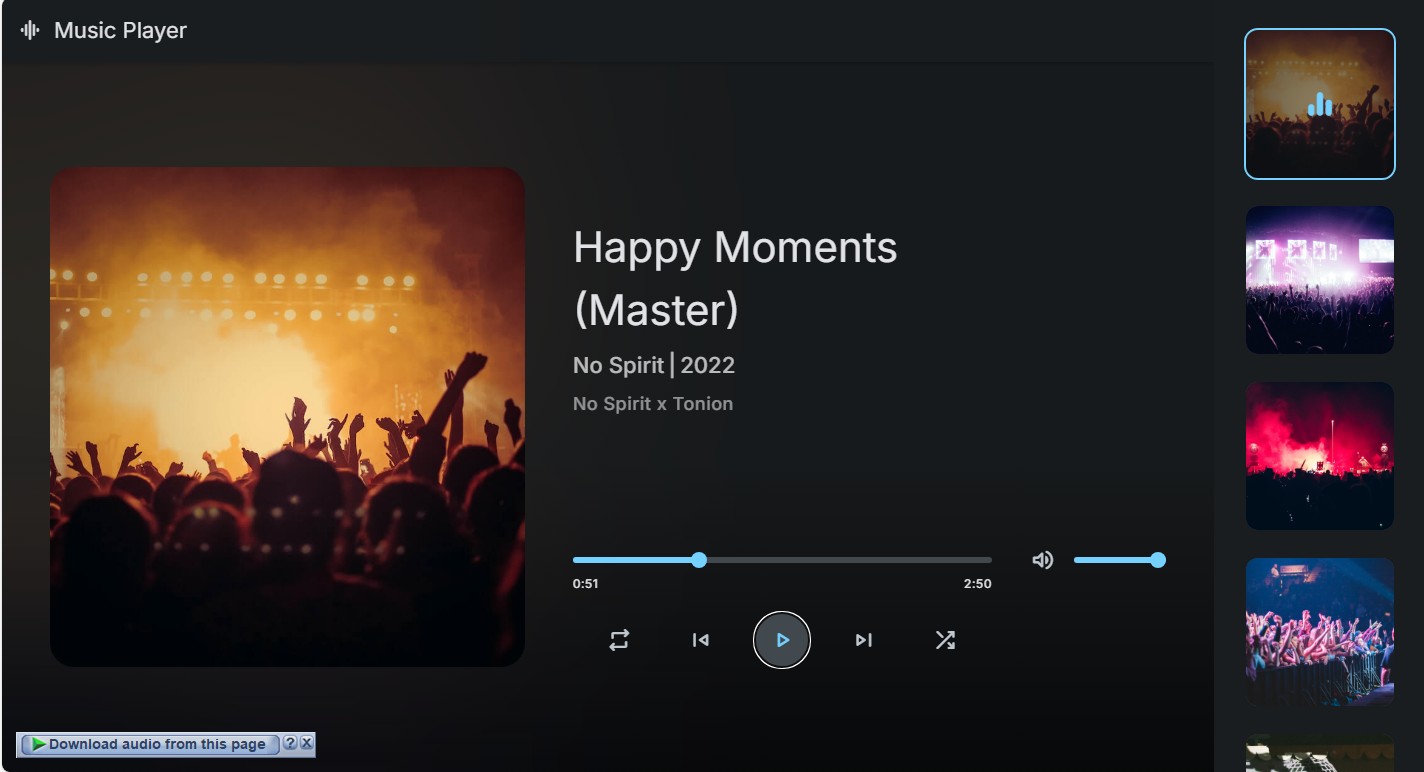 Music Player
Happy Moments
(Master)
No Spirit | 2022
No Spirit x Tonion
0:51
2:50
Download audio from this page ? X